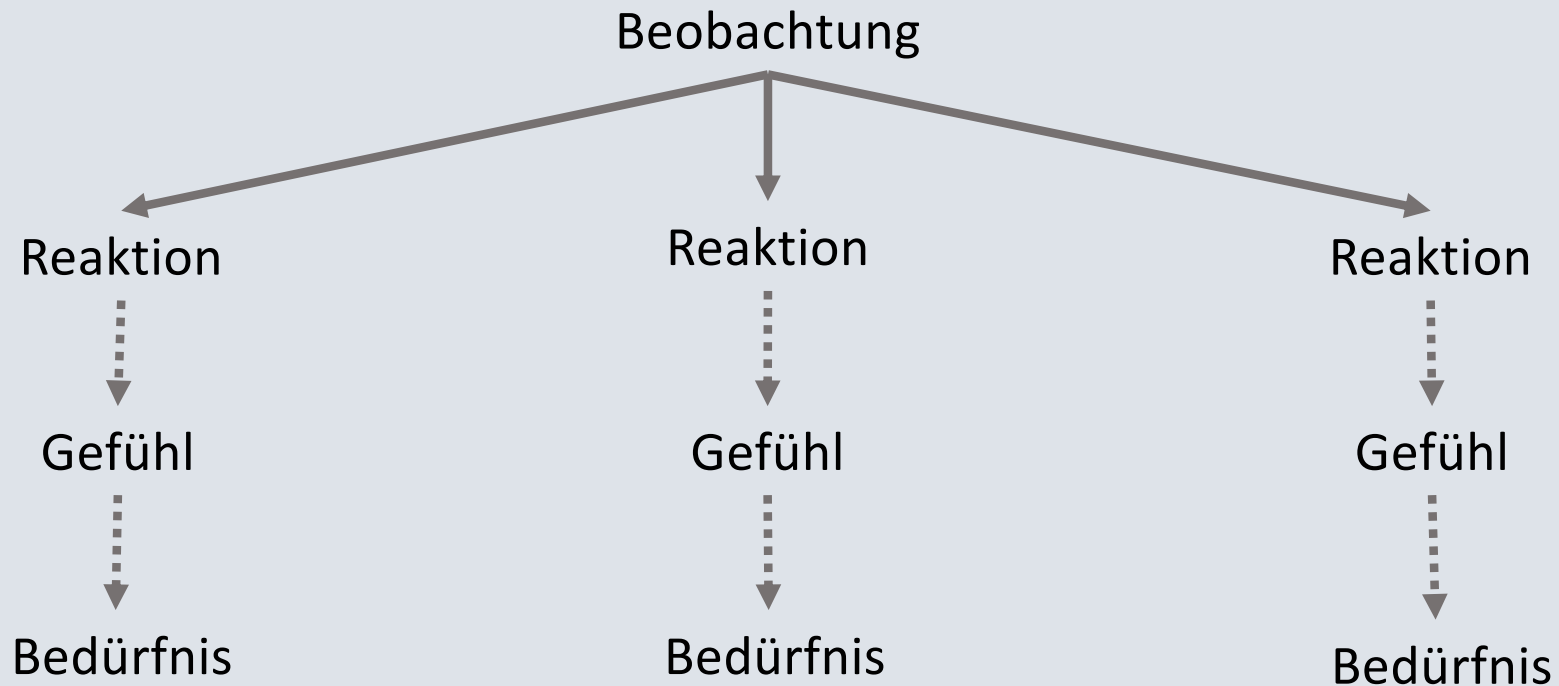 Beobachtung
Reaktion Reaktion Reaktion
Gefühl Gefühl Gefühl
Bedürfnis Bedürfnis Bedürfnis